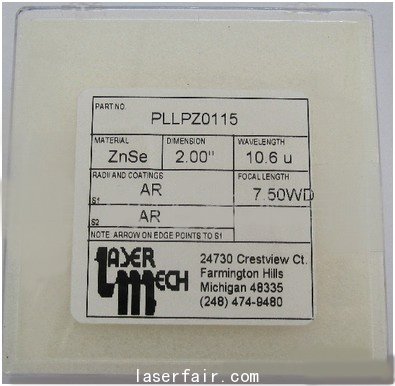 PART NO.
PLLPZ0115
MATERIAL DIMENSION WAVELENGTH
ZnSe 2.00" 10.6 u
RADII AND COATINGS FOCAL LENGTH
AR 7.50WD
S1
AR
S2
NOTE: ARROW ON EDGE POINTS TO S1
LASER
MECH
24730 Crestview Ct.
Farmington Hills
Michigan 48335
(248) 474-9480
laserfair.com